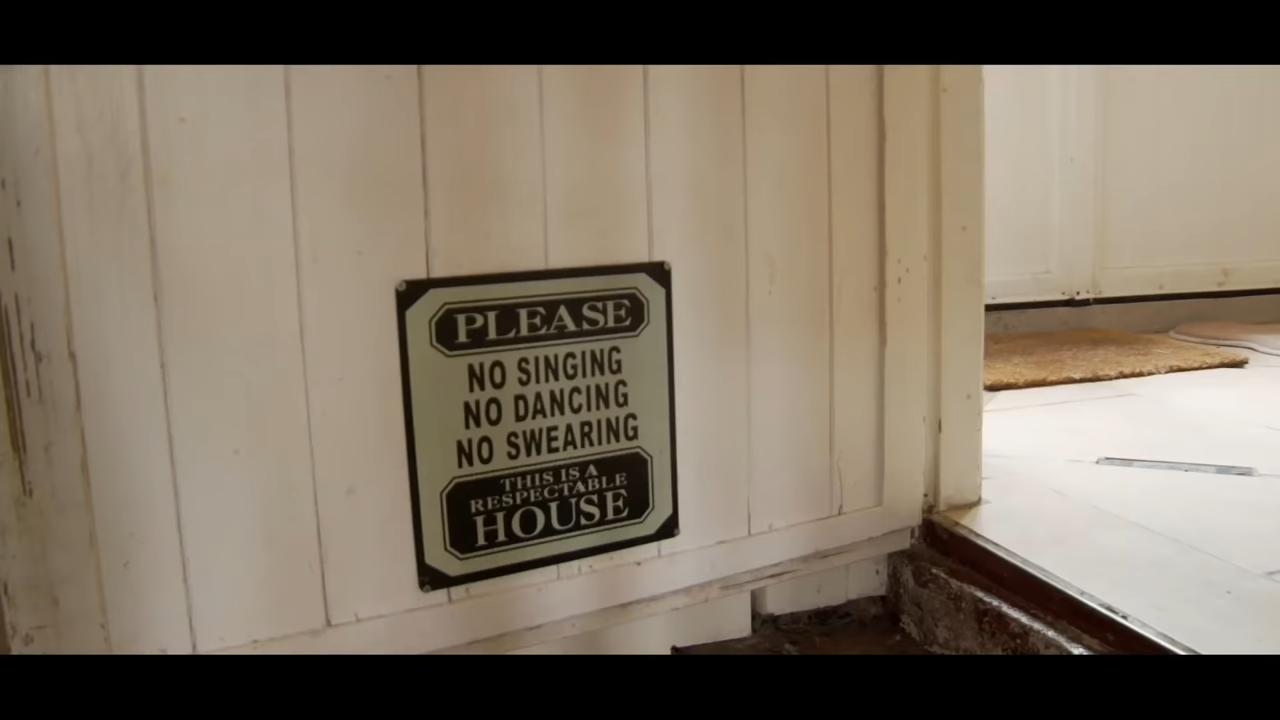 PLEASE
NO SINGING
NO DANCING
NO SWEARING
THIS IS A
RESPECTABLE
HOUSE